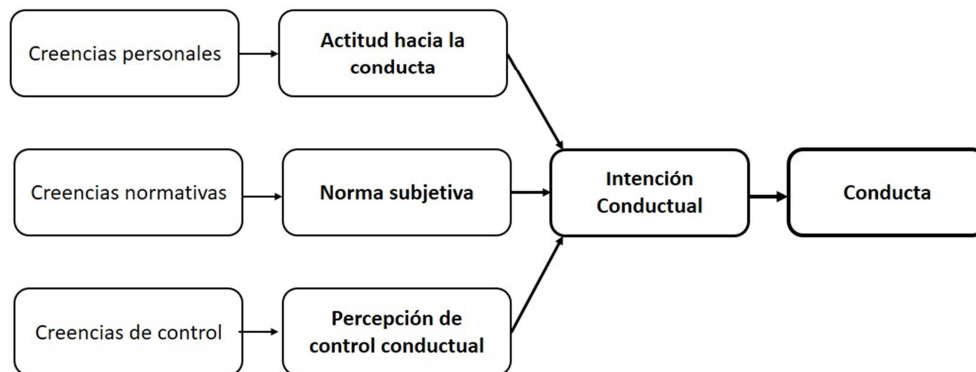 Creencias personales
Actitud hacia la
conducta
Creencias normativas
Norma subjetiva
Intención
Conductual
Conducta
Creencias de control
Percepción de
control conductual